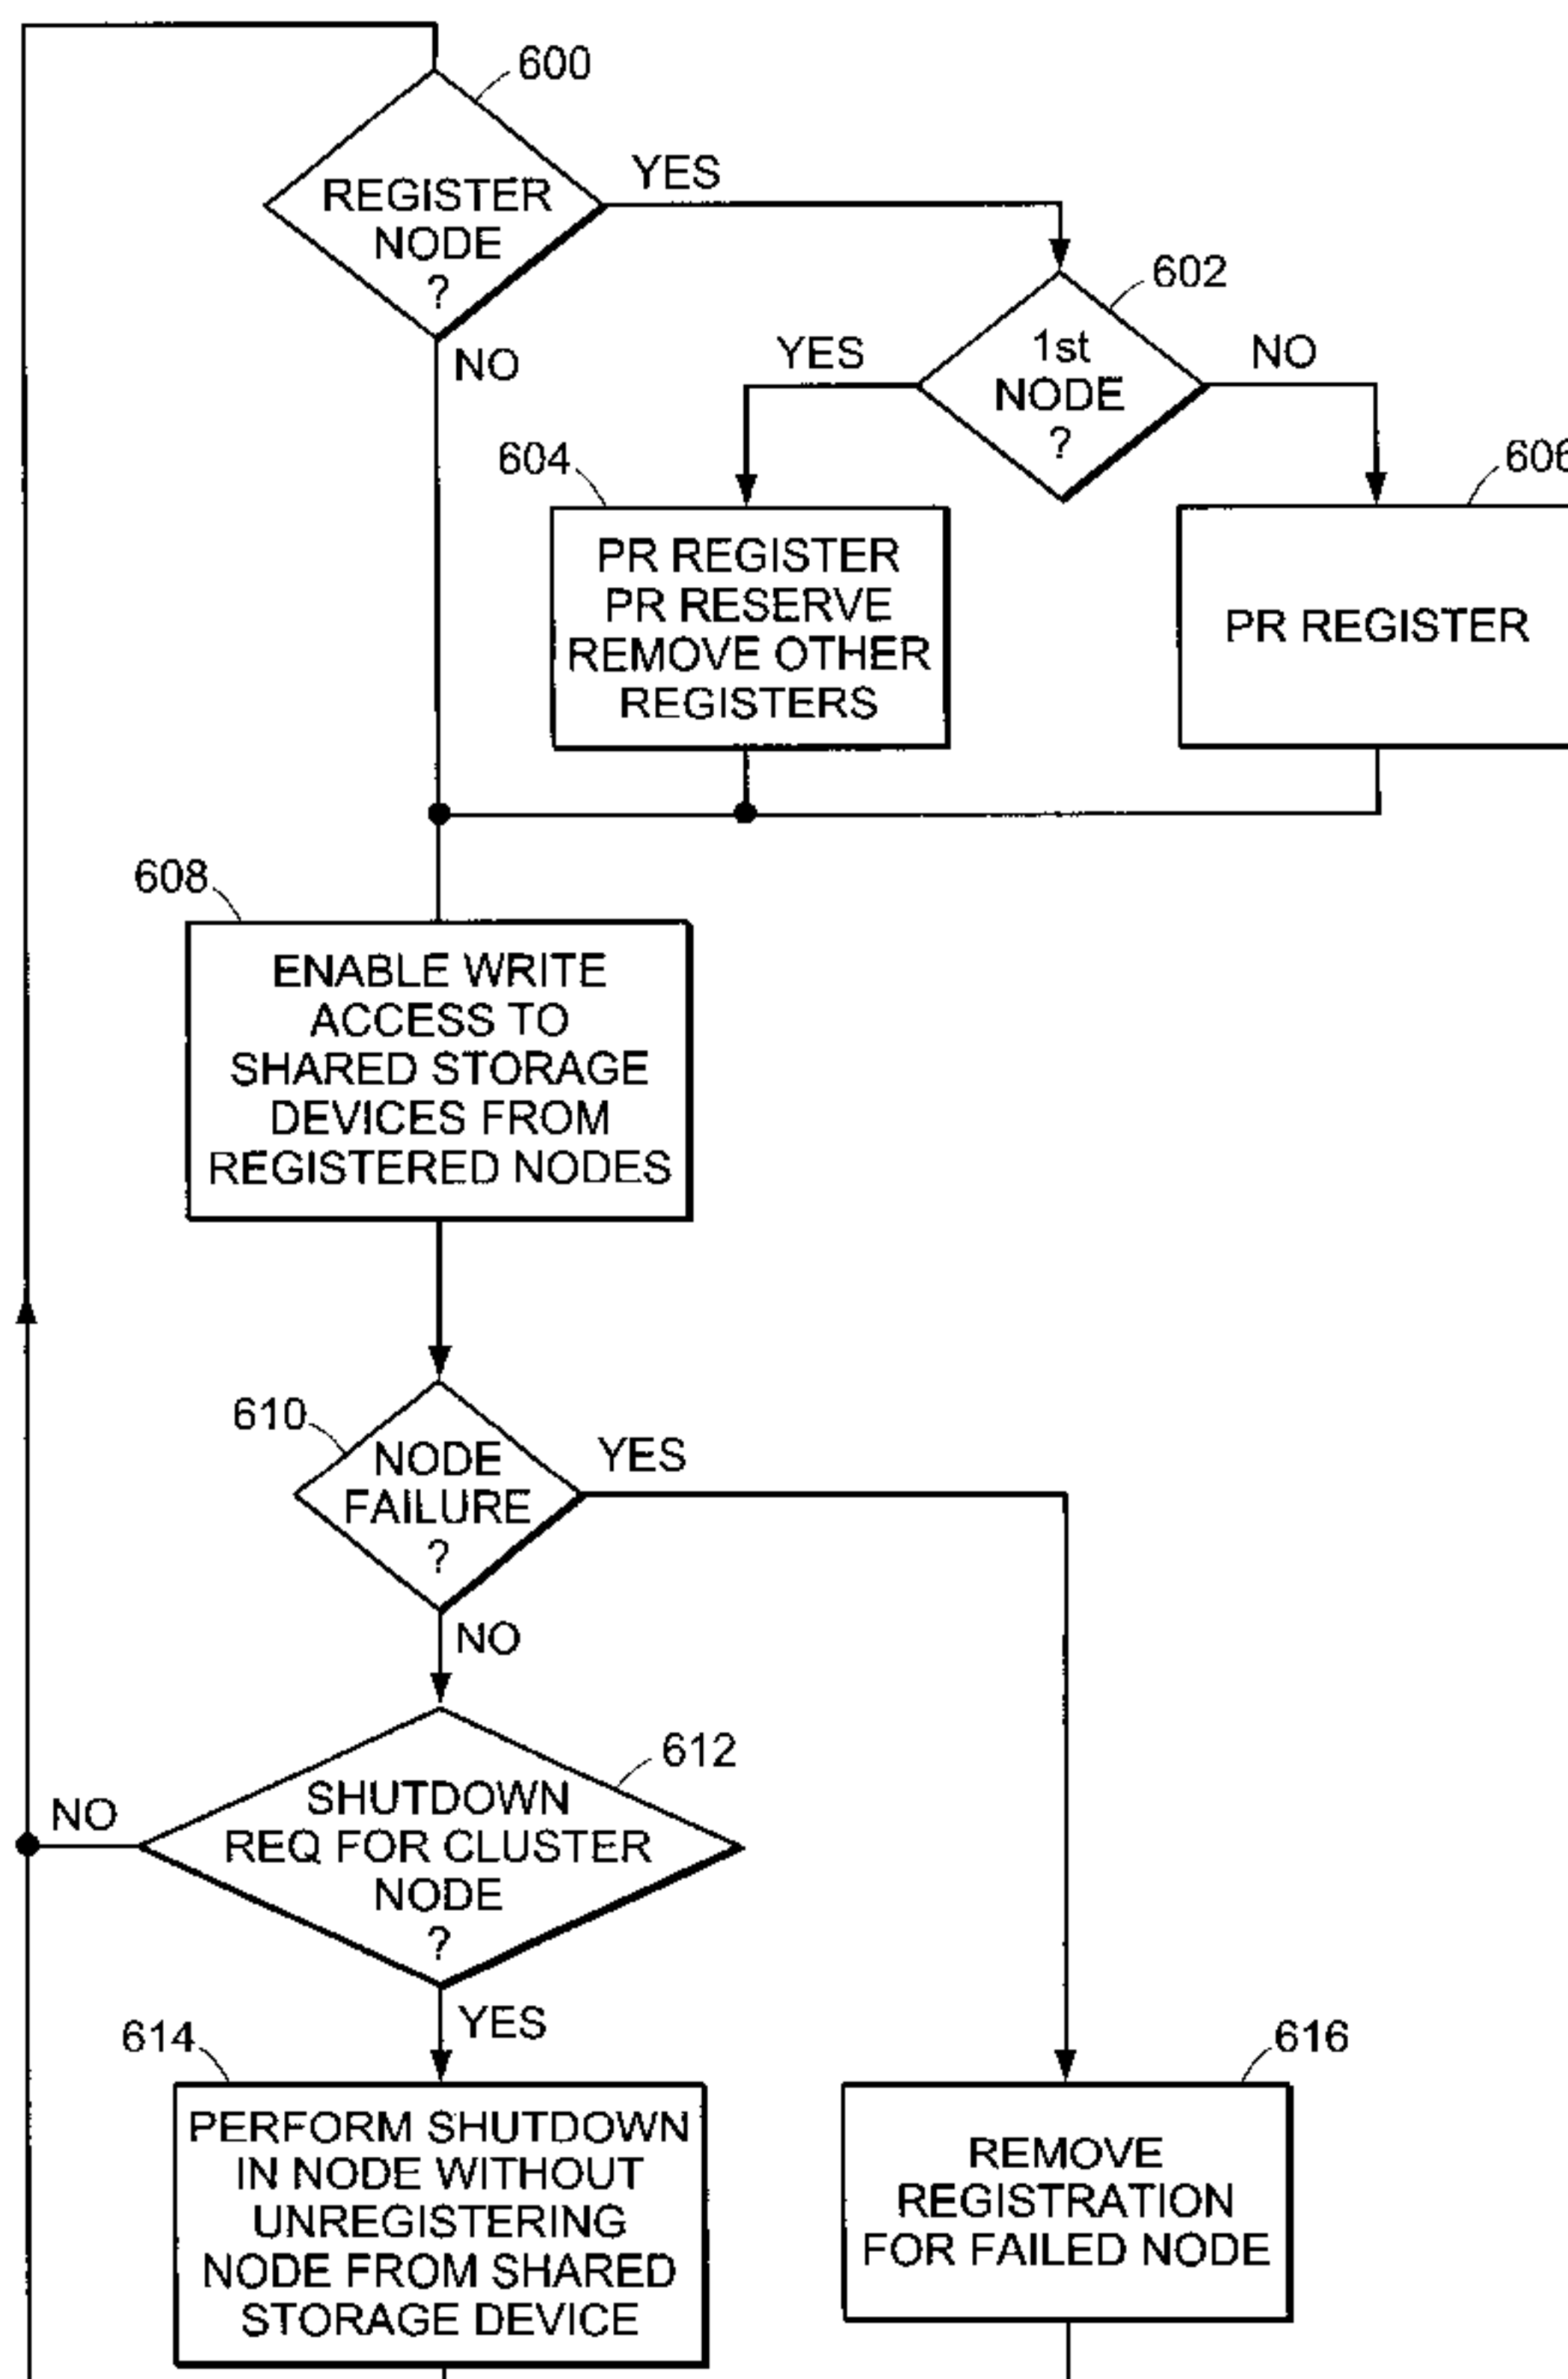 600
REGISTER
NODE
?
YES
NO
602
1st
NODE
?
YES
NO
604
PR REGISTER
PR RESERVE
REMOVE OTHER
REGISTERS
606
PR REGISTER
608
ENABLE WRITE
ACCESS TO
SHARED STORAGE
DEVICES FROM
REGISTERED NODES
610
NODE
FAILURE
?
YES
NO
612
SHUTDOWN
REQ FOR CLUSTER
NODE
?
NO
YES
614
PERFORM SHUTDOWN
IN NODE WITHOUT
UNREGISTERING
NODE FROM SHARED
STORAGE DEVICE
616
REMOVE
REGISTRATION
FOR FAILED NODE